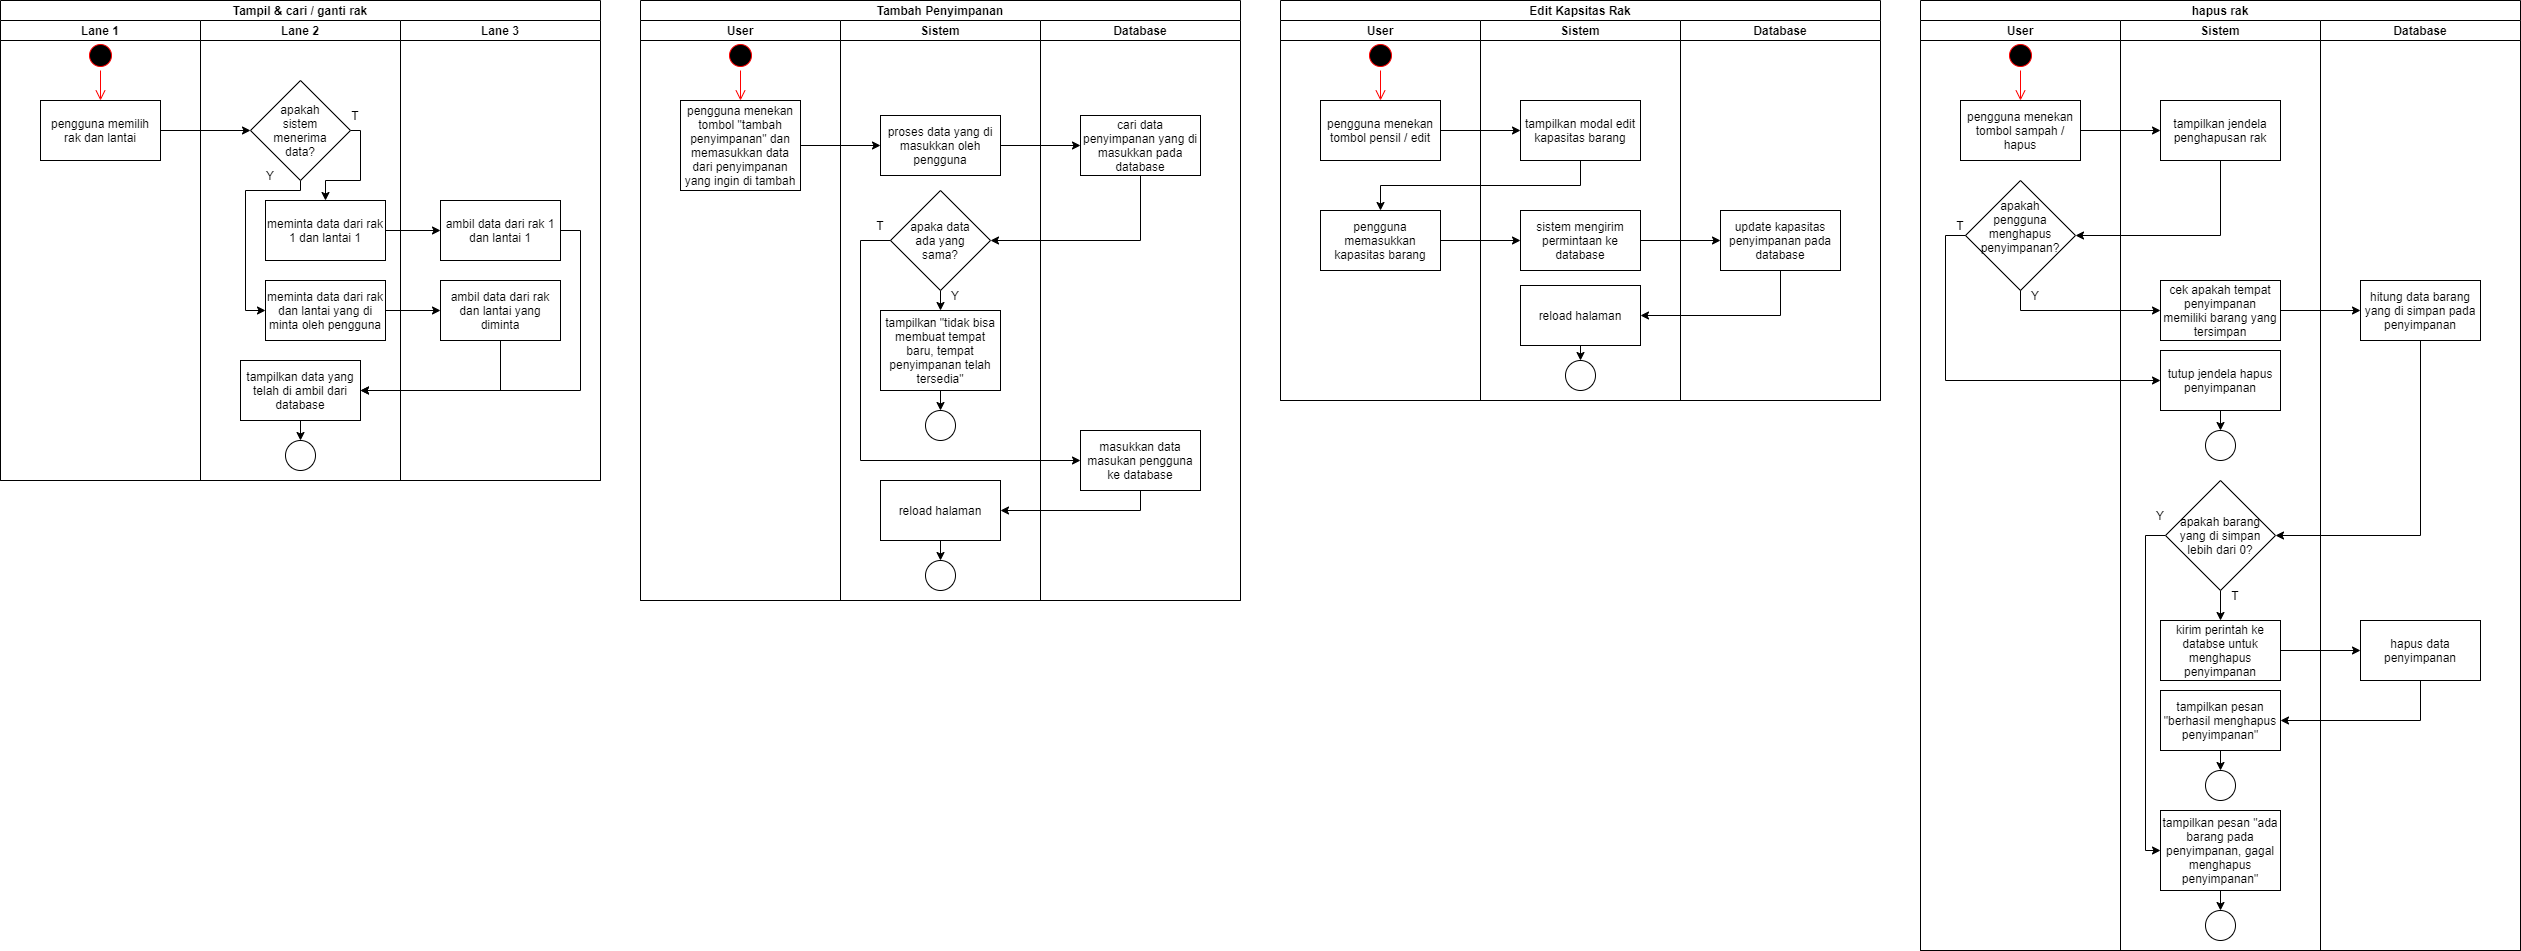 Tampil & cari / ganti rak
Lane 1
Lane 2
Lane 3
pengguna memilih
rak dan lantai
apakah
sistem
menerima
data?
T
Y
meminta data dari rak
1 dan lantai 1
ambil data dari rak 1
dan lantai 1
meminta data dari rak
dan lantai yang di
minta oleh pengguna
ambil data dari rak
dan lantai yang
diminta
tampilkan data yang
telah di ambil dari
database
Tambah Penyimpanan
User
Sistem
Database
pengguna menekan
tombol "tambah
penyimpanan" dan
memasukkan data
dari penyimpanan
yang ingin di tambah
proses data yang di
masukkan oleh
pengguna
cari data
penyimpanan yang di
masukkan pada
database
T
apaka data
ada yang
sama?
Y
tampilkan "tidak bisa
membuat tempat
baru, tempat
penyimpanan telah
tersedia"
masukkan data
masukan pengguna
ke database
reload halaman
Edit Kapsitas Rak
User
Sistem
Database
pengguna menekan
tombol pensil / edit
tampilkan modal edit
kapasitas barang
pengguna
memasukkan
kapasitas barang
sistem mengirim
permintaan ke
database
update kapasitas
penyimpanan pada
database
reload halaman
hapus rak
User
Sistem
Database
pengguna menekan
tombol sampah /
hapus
tampilkan jendela
penghapusan rak
T
apakah
pengguna
menghapus
penyimpanan?
Y
cek apakah tempat
penyimpanan
memiliki barang yang
tersimpan
hitung data barang
yang di simpan pada
penyimpanan
tutup jendela hapus
penyimpanan
Y
apakah barang
yang di simpan
lebih dari 0?
T
kirim perintah ke
databse untuk
menghapus
penyimpanan
hapus data
penyimpanan
tampilkan pesan
"berhasil menghapus
penyimpanan"
tampilkan pesan "ada
barang pada
penyimpanan, gagal
menghapus
penyimpanan"